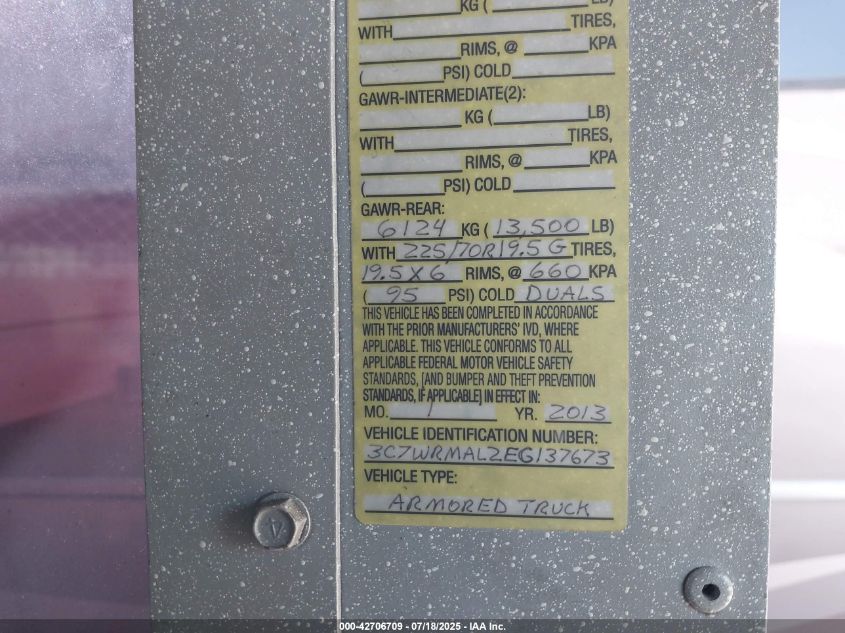 KG ( LB)
WITH TIRES,
RIMS, @ KPA
( PSI) COLD
GAWR-INTERMEDIATE(2):
KG ( LB)
WITH TIRES,
RIMS, @ KPA
( PSI) COLD
GAWR-REAR:
6124 KG ( 13,500 LB)
WITH 225/70R19.5 G TIRES,
19.5X6 RIMS, @ 660 KPA
( 95 PSI) COLD DUALS
THIS VEHICLE HAS BEEN COMPLETED IN ACCORDANCE
WITH THE PRIOR MANUFACTURERS' IVD, WHERE
APPLICABLE. THIS VEHICLE CONFORMS TO ALL
APPLICABLE FEDERAL MOTOR VEHICLE SAFETY
STANDARDS, [AND BUMPER AND THEFT PREVENTION
STANDARDS, IF APPLICABLE] IN EFFECT IN:
MO. YR. 2013
VEHICLE IDENTIFICATION NUMBER:
3C7WRMAL2EG137673
VEHICLE TYPE:
ARMORED TRUCK
000-42706709 - 07/18/2025 - IAA Inc.